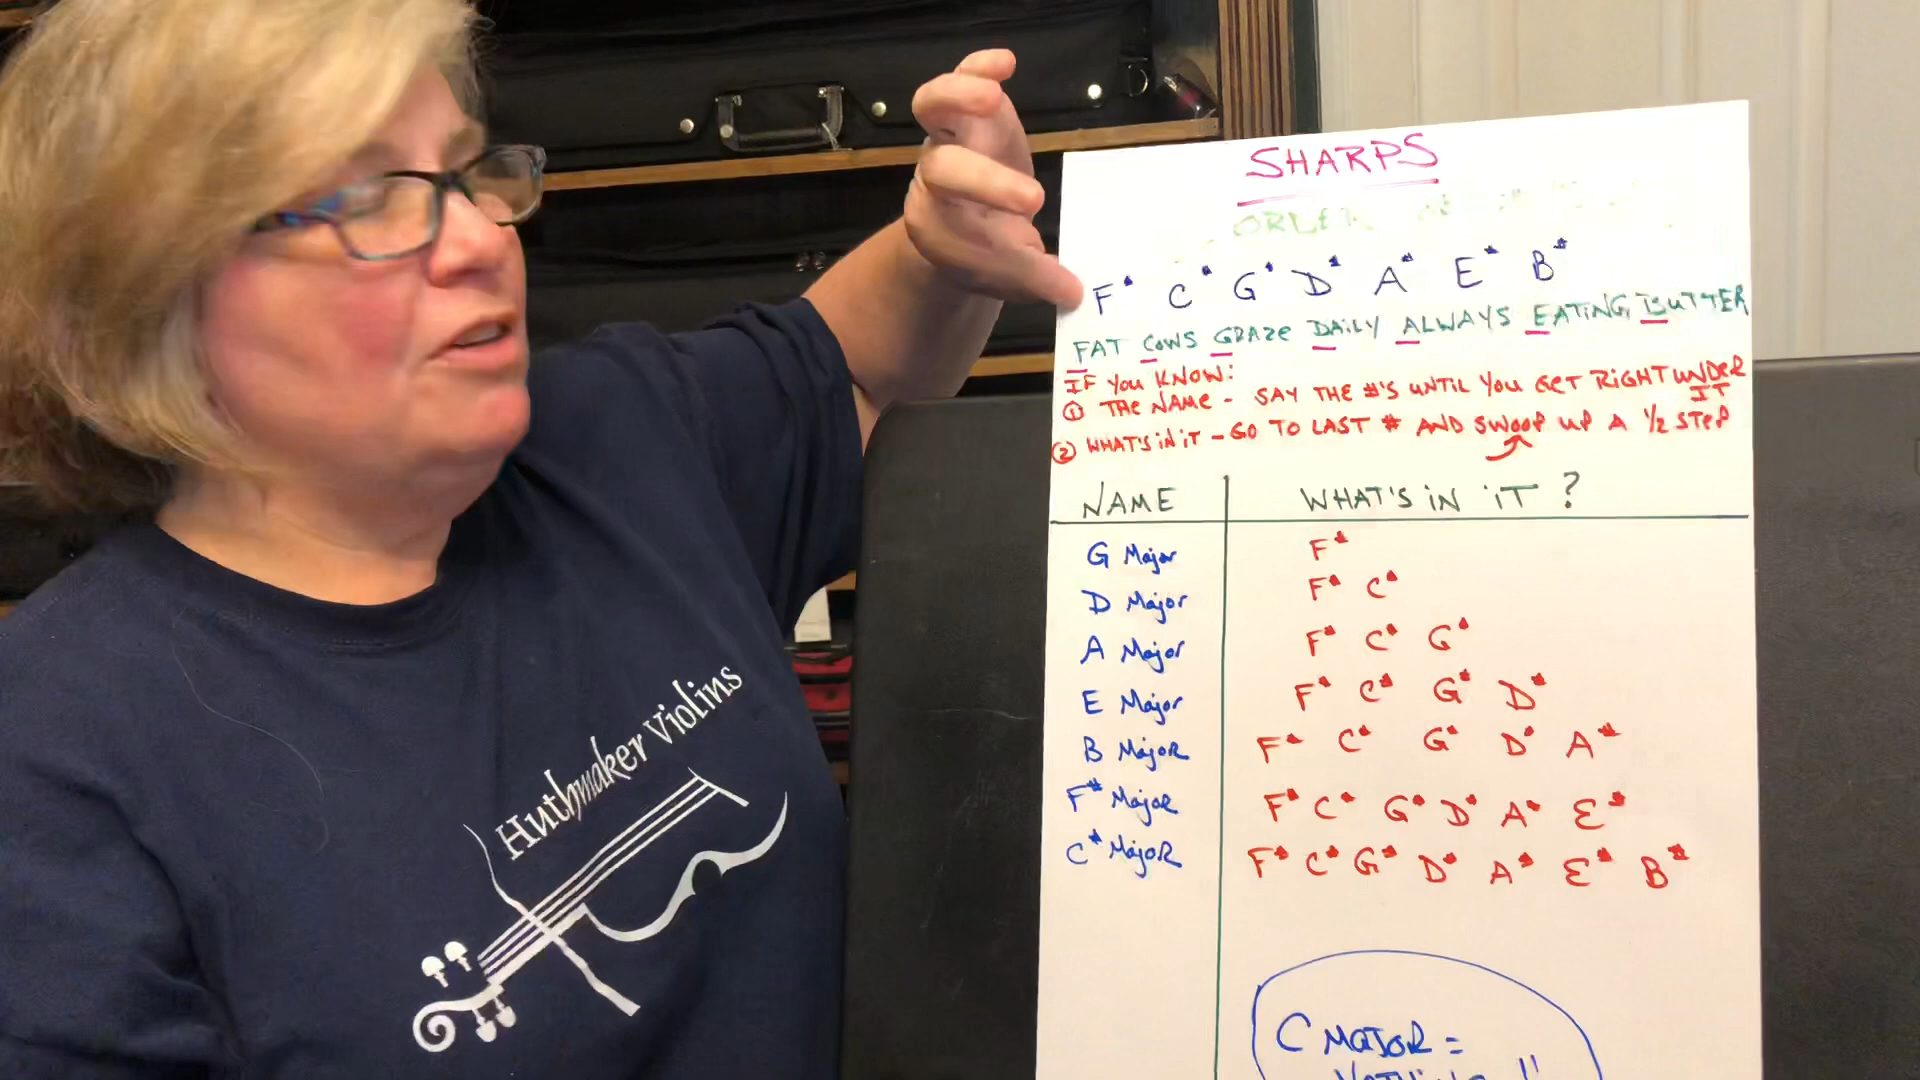 SHARPS
ORDER
F# C# G# D# A# E# B#
FAT COWS GRAZE DAILY ALWAYS EATING BUTTER
IF YOU KNOW:
① THE NAME - SAY THE #'S UNTIL YOU GET RIGHT UNDER IT
② WHAT'S IN IT - GO TO LAST # AND SWOOP UP A 1/2 STEP
NAME WHAT'S IN IT ?
G Major F#
D Major F# C#
A Major F# C# G#
E Major F# C# G# D#
B MajoR F# C# G# D# A#
F# MajoR F# C# G# D# A# E#
C# MajoR F# C# G# D# A# E# B#
C MAJOR =
Huthmaker Violins